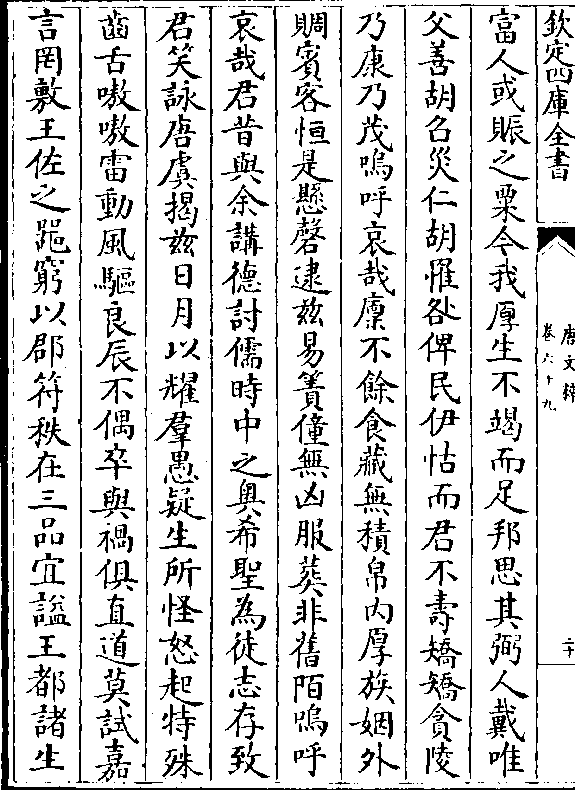 欽定四庫全書
唐文粹
卷六十九
二十
富人或賑之粟今我厚生不竭而足邦思其弼人戴唯
父善胡召災仁胡罹咎俾民伊怙而君不壽矯矯貪陵
乃康乃茂嗚呼哀哉廩不餘食藏無積帛内厚族姻外
賙賓客恒是懸磬逮兹易簀僮無凶服葬非舊陌嗚呼
哀哉君昔與余講德討儒時中之奥希聖為徒志存致
君笑詠唐虞揭兹日月以耀羣愚疑生所怪怒起特殊
齒舌嗷嗷雷動風驅良辰不偶卒與禍俱直道莫試嘉
言罔敷王佐之𨁂窮以郡符秩在三品宜諡王都諸生